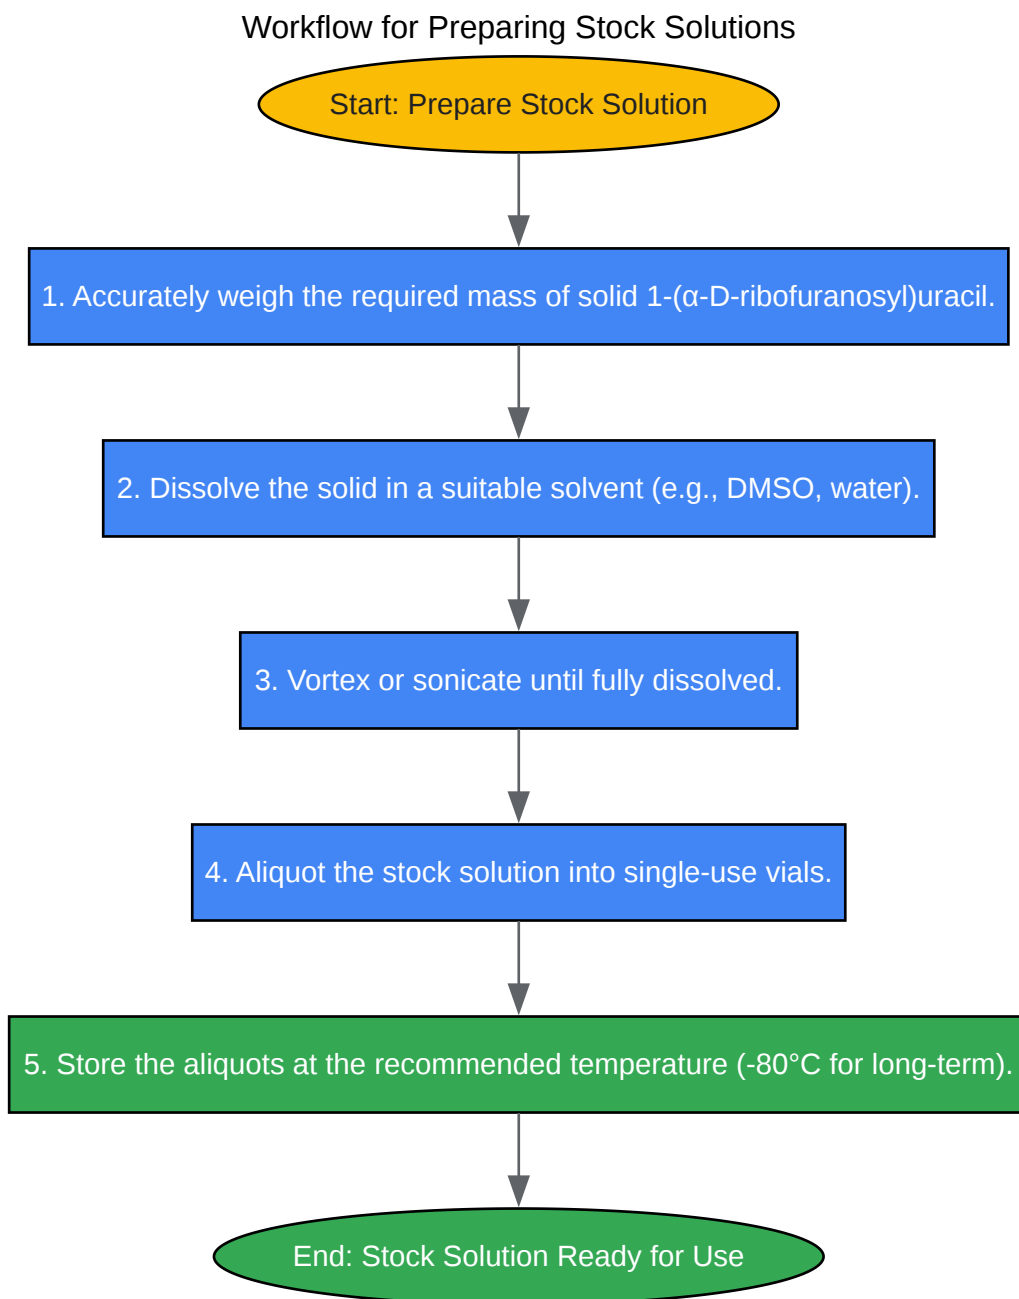 Workflow for Preparing Stock Solutions
Start: Prepare Stock Solution
1. Accurately weigh the required mass of solid 1-(α-D-ribofuranosyl)uracil.
2. Dissolve the solid in a suitable solvent (e.g., DMSO, water).
3. Vortex or sonicate until fully dissolved.
4. Aliquot the stock solution into single-use vials.
5. Store the aliquots at the recommended temperature (-80°C for long-term).
End: Stock Solution Ready for Use